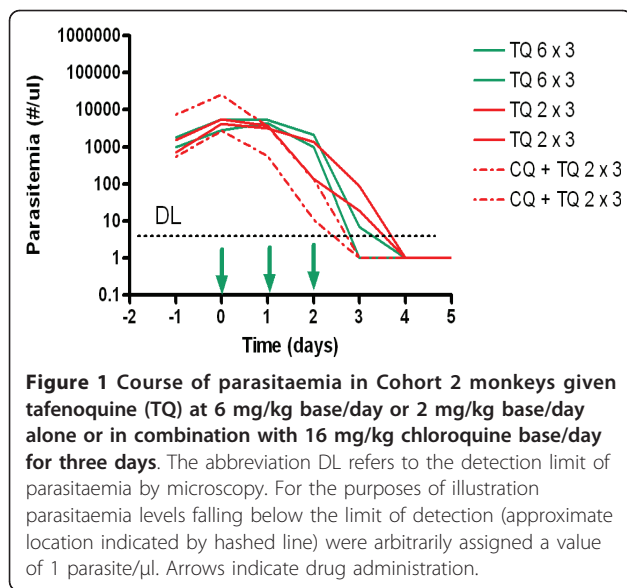 1000000
100000
10000
1000
100
10
1
0.1
Parasitemia (#/ul)
DL
-2 -1 0 1 2 3 4 5
Time (days)
TQ 6 x 3
TQ 6 x 3
TQ 2 x 3
TQ 2 x 3
CQ + TQ 2 x 3
CQ + TQ 2 x 3
Figure 1 Course of parasitaemia in Cohort 2 monkeys given
tafenoquine (TQ) at 6 mg/kg base/day or 2 mg/kg base/day
alone or in combination with 16 mg/kg chloroquine base/day
for three days. The abbreviation DL refers to the detection limit of
parasitaemia by microscopy. For the purposes of illustration
parasitaemia levels falling below the limit of detection (approximate
location indicated by hashed line) were arbitrarily assigned a value
of 1 parasite/μl. Arrows indicate drug administration.